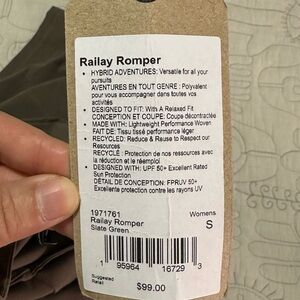 Railay Romper
• HYBRID ADVENTURES: Versatile for all your
pursuits
AVENTURES EN TOUT GENRE : Polyvalent
pour vous accompagner dans toutes vos
activités
• DESIGNED TO FIT: With A Relaxed Fit
CONCEPTION ET COUPE: Coupe décontractée
• MADE WITH: Lightweight Performance Woven
FAIT DE: Tissu tissé performance léger
• RECYCLED: Reduce & Reuse to Respect our
Resources
RECYCLÉ : Protection de nos ressources avec
la réduction et le réemploi
• DESIGNED WITH: UPF 50+ Excellent Rated
Sun Protection
DÉTAIL DE CONCEPTION: FPRUV 50+
Excellente protection contre les rayons UV
1971761
Railay Romper
Slate Green
Womens
S
1 95964 16729 3
Suggested
Retail
$99.00